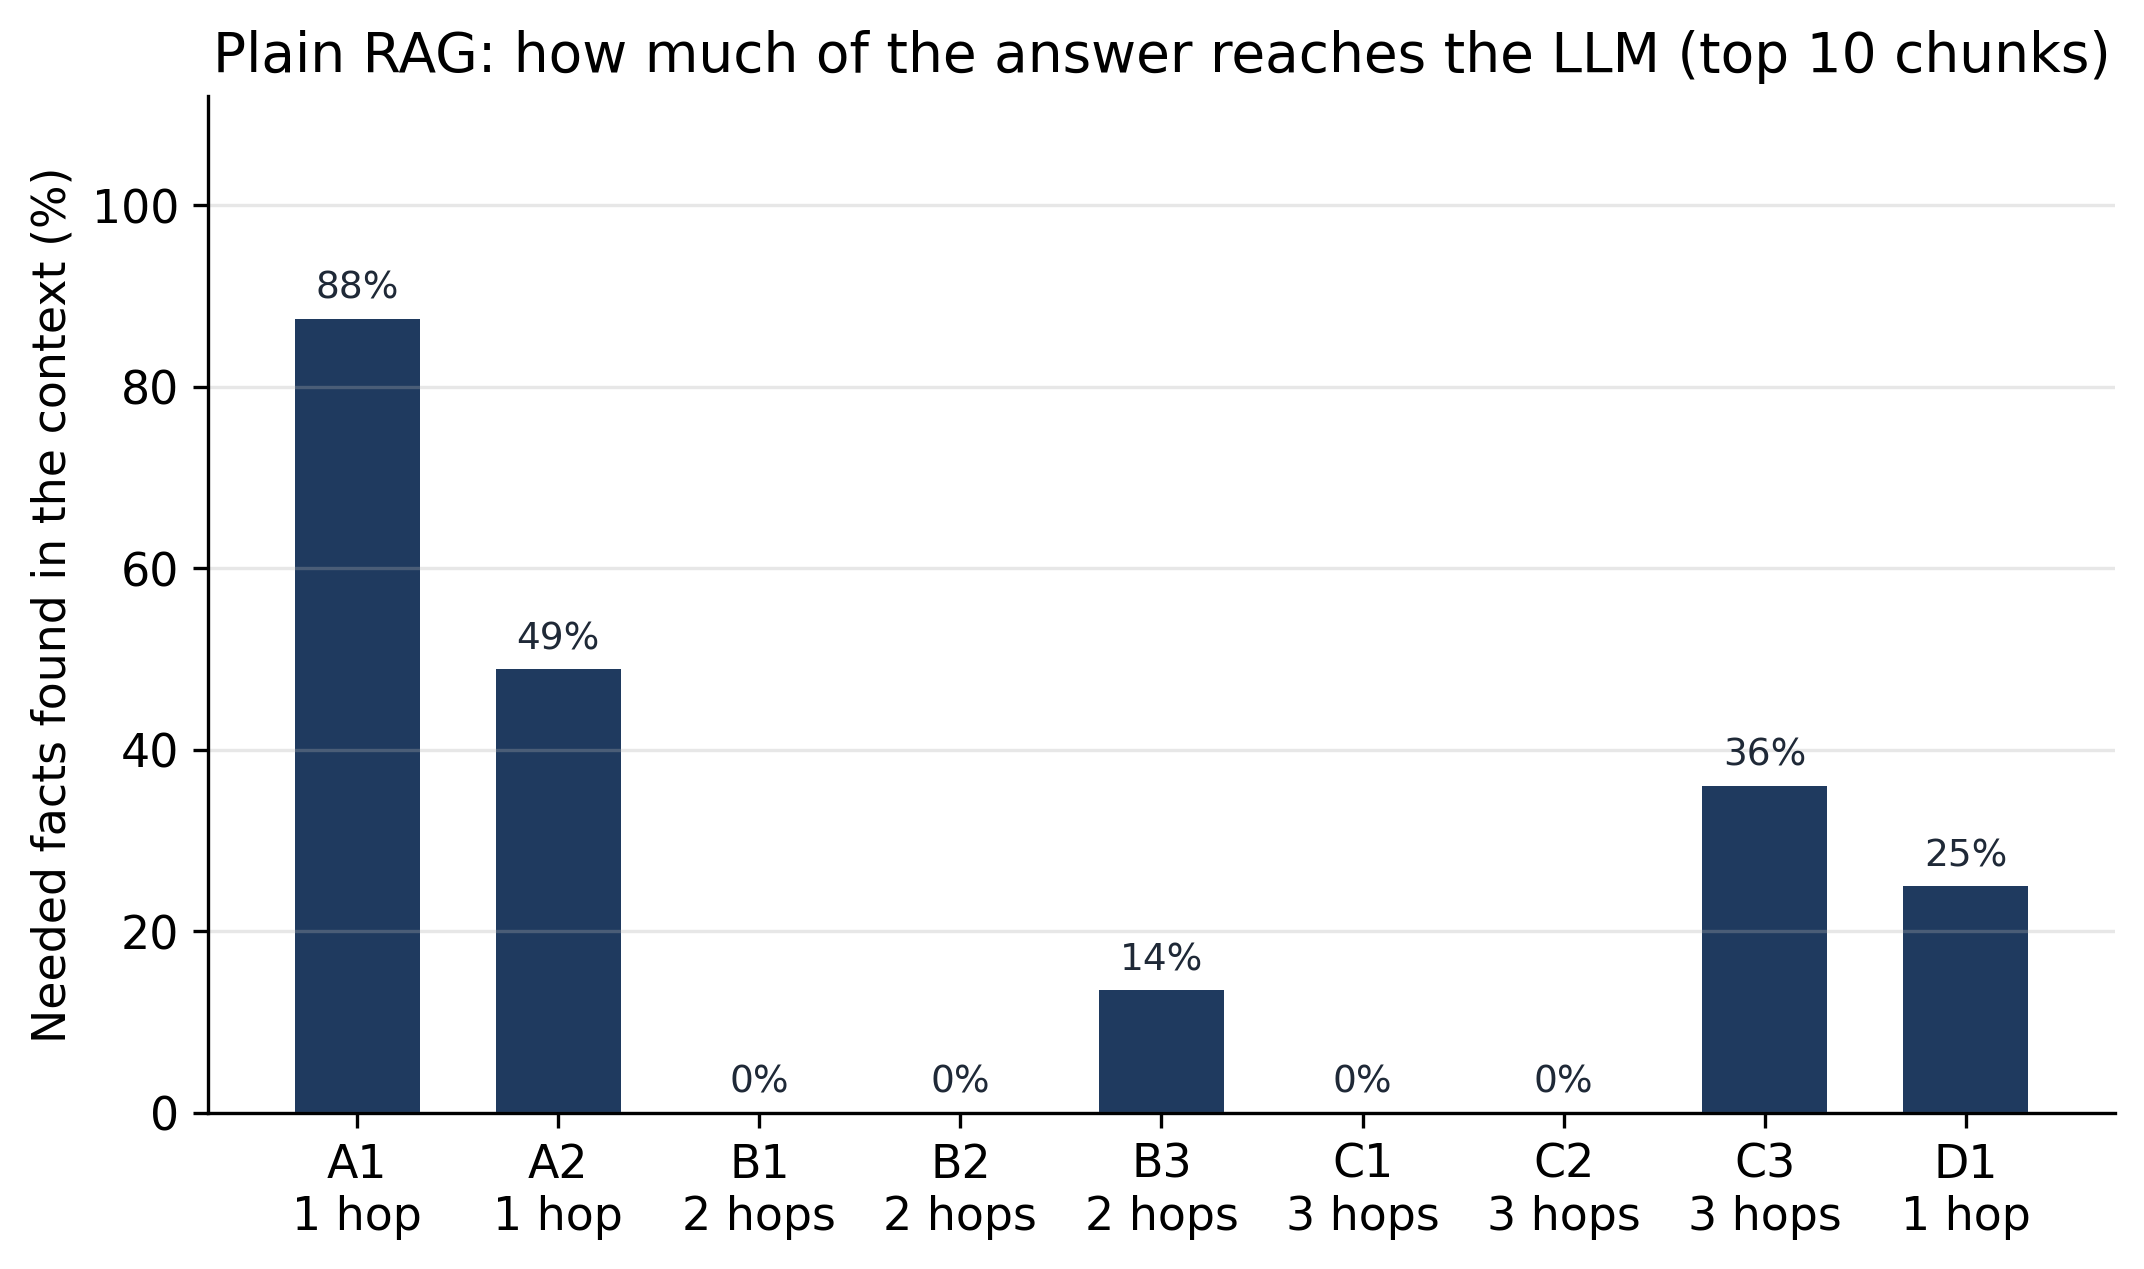 Plain RAG: how much of the answer reaches the LLM (top 10 chunks)
Needed facts found in the context (%)
100
80
60
40
20
0
88%
49%
0%
0%
14%
0%
0%
36%
25%
A1
1 hop
A2
1 hop
B1
2 hops
B2
2 hops
B3
2 hops
C1
3 hops
C2
3 hops
C3
3 hops
D1
1 hop